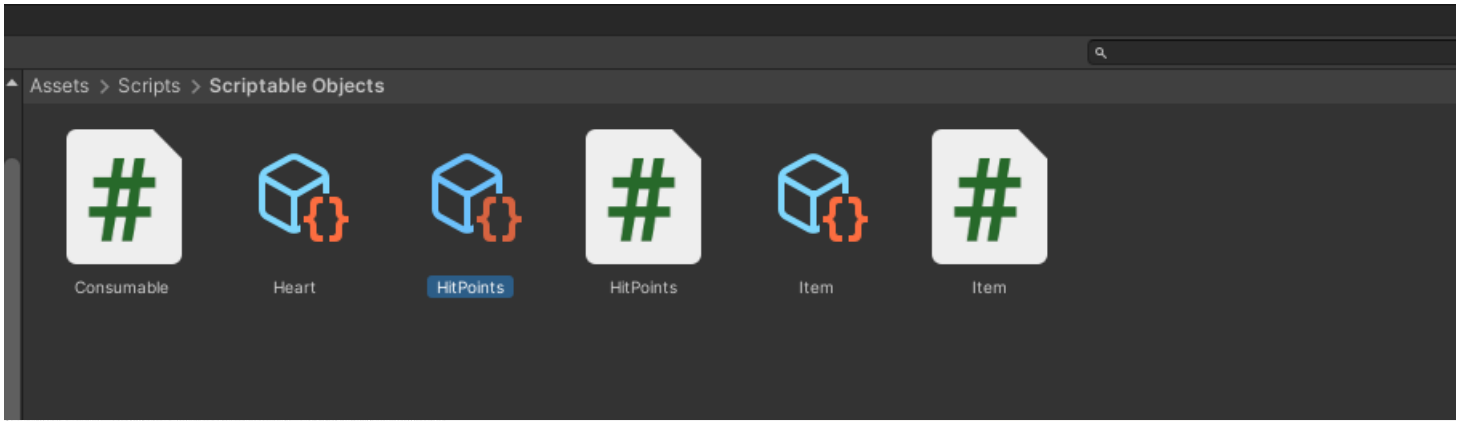 Assets > Scripts > Scriptable Objects
# {} {} # {} #
Consumable Heart HitPoints HitPoints Item Item